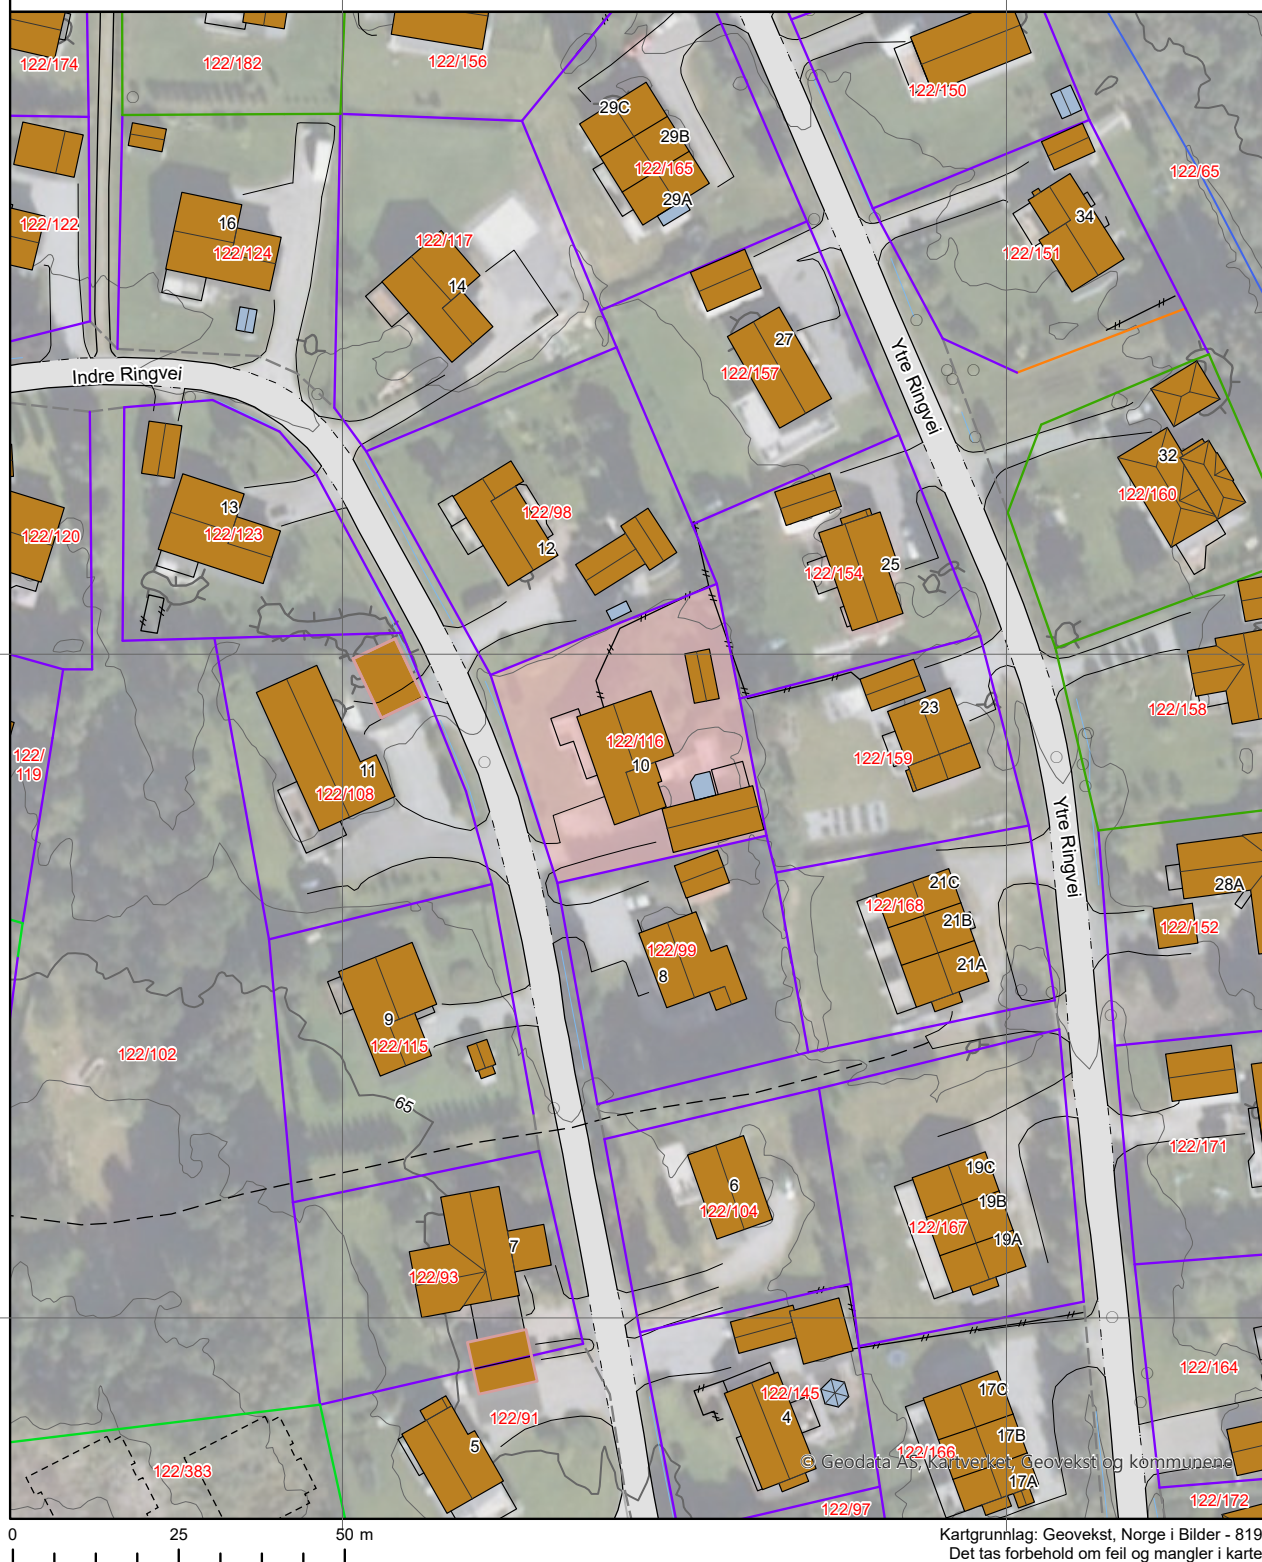 122/174
122/182
122/156
122/150
29C
29B
122/165
29A
122/65
122/122
16
122/124
122/117
14
34
122/151
27
122/157
Indre Ringvei
Ytre Ringvei
32
122/160
13
122/123
122/120
122/98
12
122/154
25
122/116
10
23
122/159
122/158
122/
119
11
122/108
21C
122/168
21B
21A
28A
122/152
Ytre Ringvei
122/99
8
9
122/115
122/102
65
122/171
6
122/104
19C
19B
122/167
19A
7
122/93
122/164
122/145
4
17C
17B
122/166
17A
5
122/91
122/383
© Geodata AS, Kartverket, Geovekst og kommunene
122/97
122/172
0 25 50 m
Kartgrunnlag: Geovekst, Norge i Bilder - 819
Det tas forbehold om feil og mangler i karte